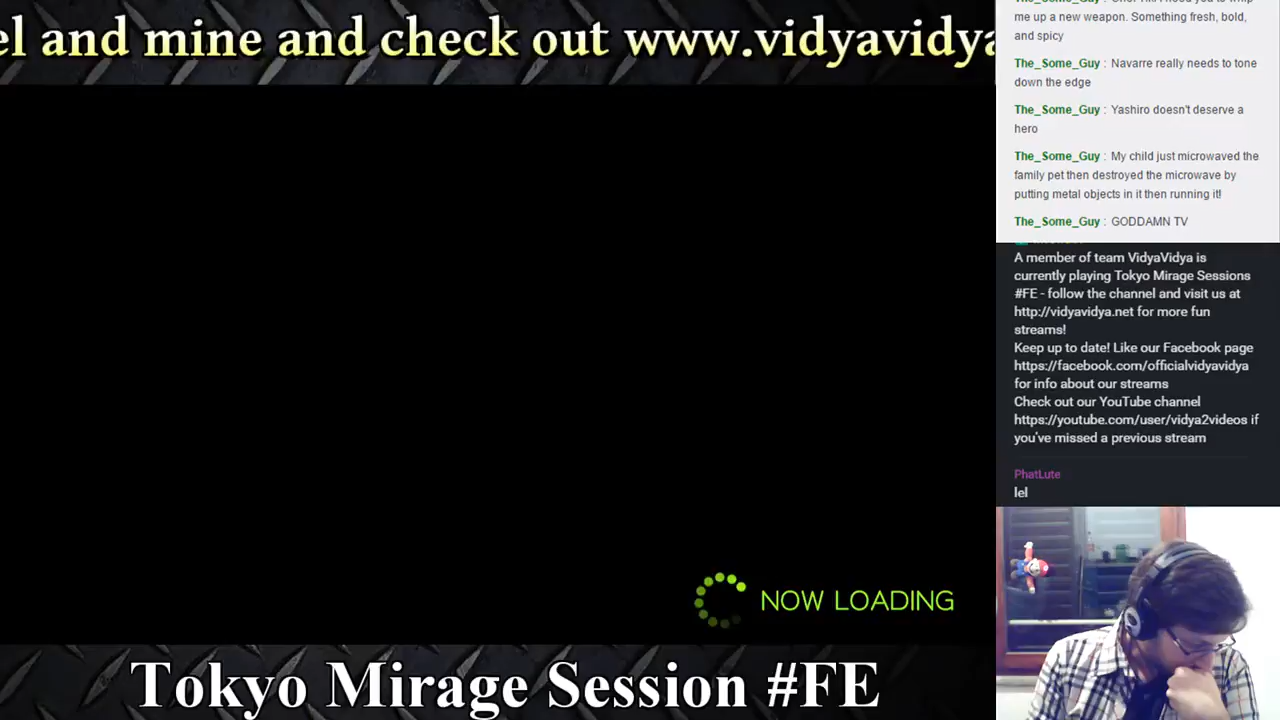 el and mine and check out www.vidyavidya
me up a new weapon. Something fresh, bold,
and spicy
The_Some_Guy : Navarre really needs to tone
down the edge
The_Some_Guy : Yashiro doesn't deserve a
hero
The_Some_Guy : My child just microwaved the
family pet then destroyed the microwave by
putting metal objects in it then running it!
The_Some_Guy : GODDAMN TV
A member of team VidyaVidya is
currently playing Tokyo Mirage Sessions
#FE - follow the channel and visit us at
http://vidyavidya.net for more fun
streams!
Keep up to date! Like our Facebook page
https://facebook.com/officialvidyavidya
for info about our streams
Check out our YouTube channel
https://youtube.com/user/vidya2videos if
you've missed a previous stream
PhatLute
lel
NOW LOADING
Tokyo Mirage Session #FE